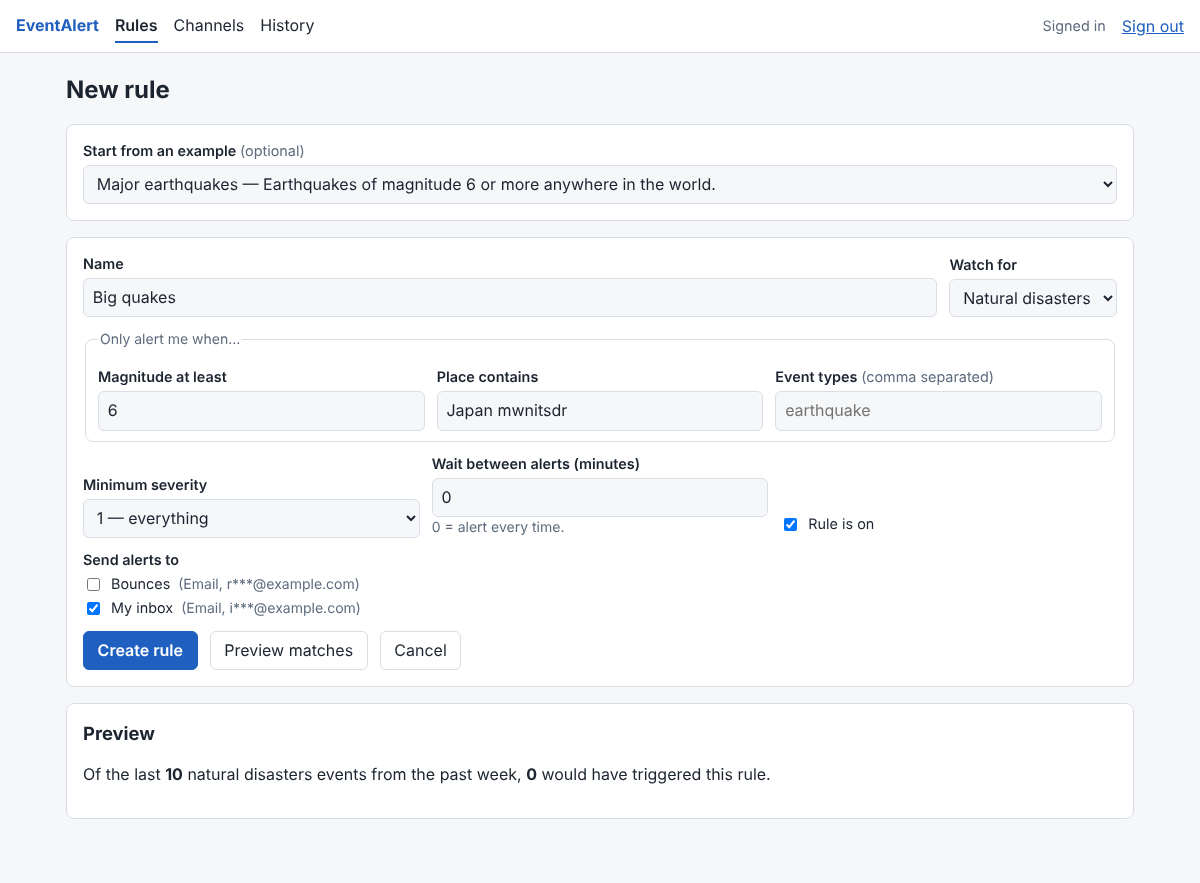 EventAlert Rules Channels History Signed in Sign out
New rule
Start from an example (optional)
Major earthquakes — Earthquakes of magnitude 6 or more anywhere in the world.
Name Watch for
Big quakes Natural disasters
Only alert me when...
Magnitude at least Place contains Event types (comma separated)
6 Japan mwnitsdr earthquake
Wait between alerts (minutes)
Minimum severity
0
1 — everything
0 = alert every time.
Rule is on
Send alerts to
Bounces (Email, r***@example.com)
My inbox (Email, i***@example.com)
Create rule Preview matches Cancel
Preview
Of the last 10 natural disasters events from the past week, 0 would have triggered this rule.